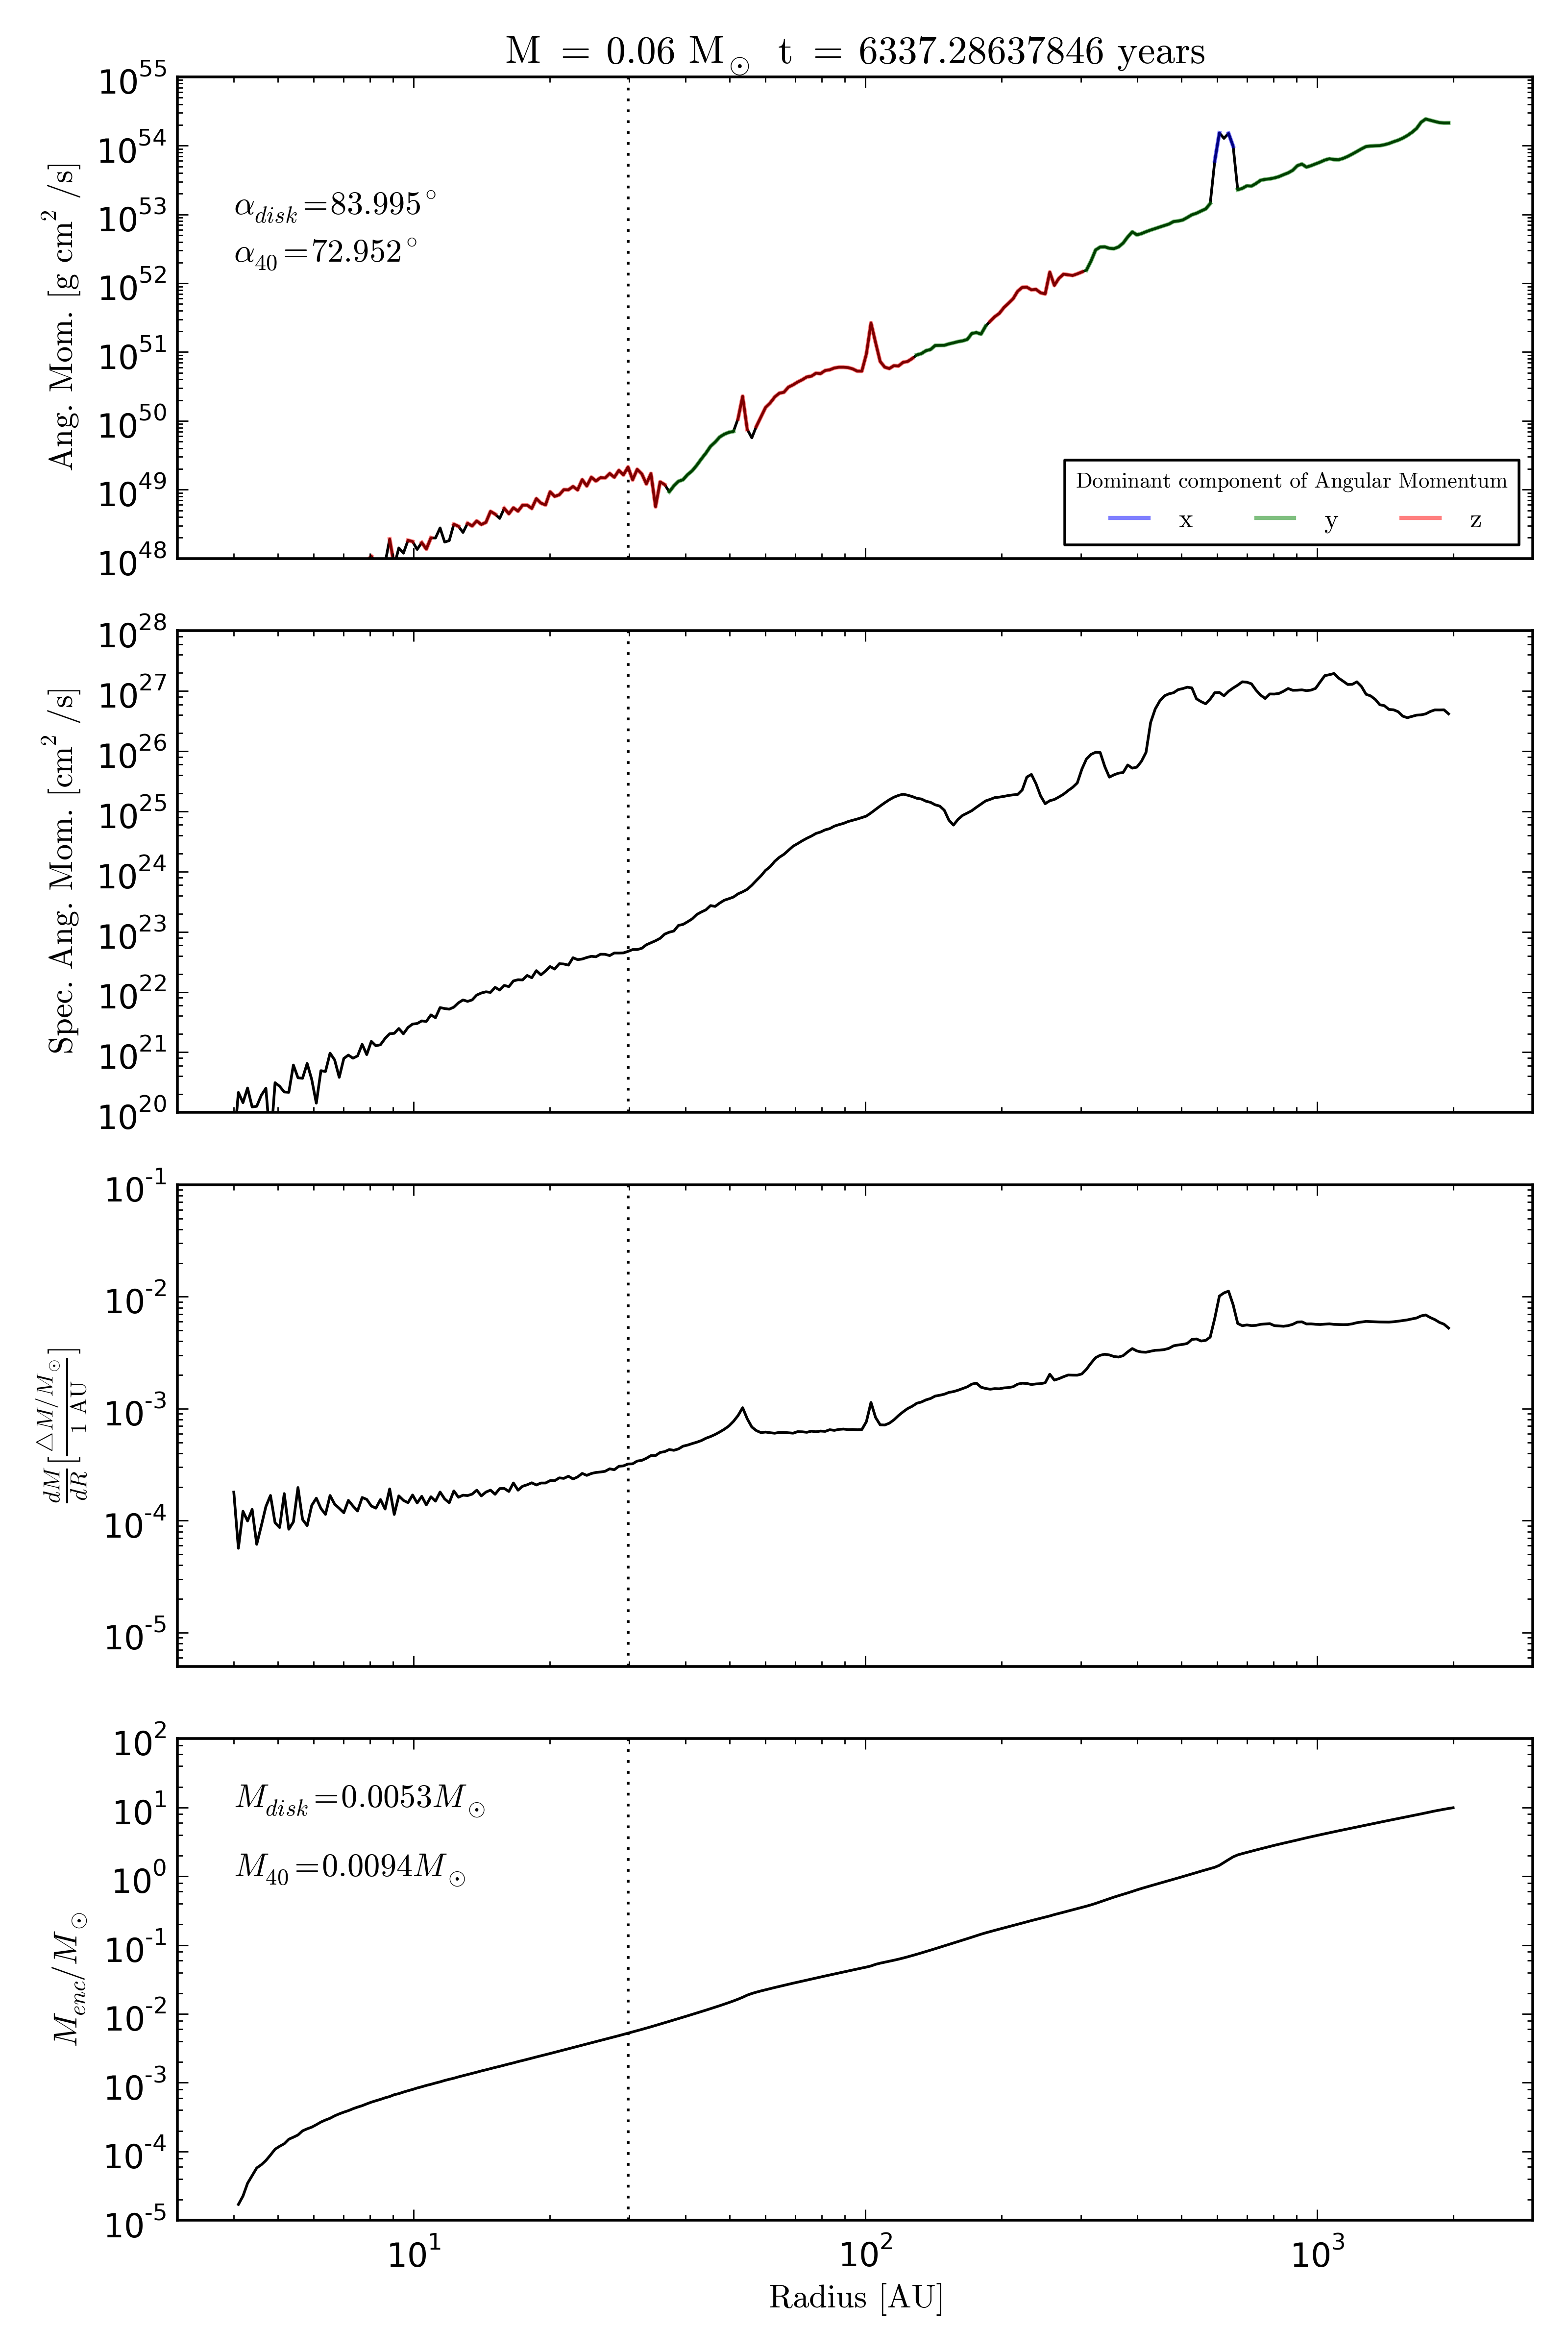 M = 0.06 M⊙ t = 6337.28637846 years
10^55
10^54
10^53
10^52
10^51
10^50
10^49
10^48
Ang. Mom. [g cm^2 /s]
α_disk=83.995°
α_40=72.952°
Dominant component of Angular Momentum
x y z
10^28
10^27
10^26
10^25
10^24
10^23
10^22
10^21
10^20
Spec. Ang. Mom. [cm^2 /s]
10^-1
10^-2
10^-3
10^-4
10^-5
dM/dR [△M/M⊙ / 1 AU]
10^2
10^1
10^0
10^-1
10^-2
10^-3
10^-4
10^-5
M_enc/M⊙
M_disk=0.0053M⊙
M_40=0.0094M⊙
10^1 10^2 10^3
Radius [AU]